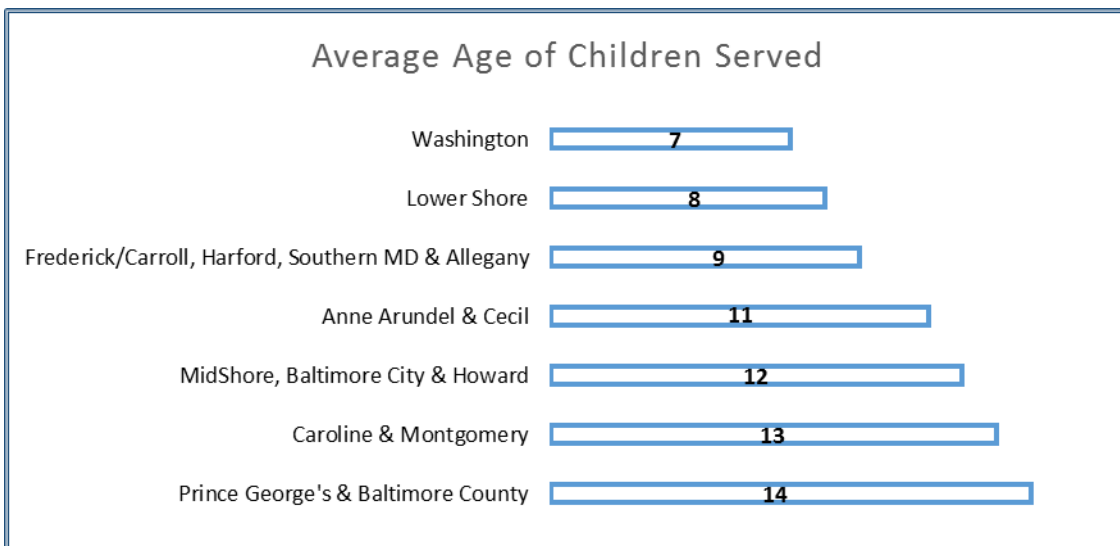 Average Age of Children Served
Washington 7
Lower Shore 8
Frederick/Carroll, Harford, Southern MD & Allegany 9
Anne Arundel & Cecil 11
MidShore, Baltimore City & Howard 12
Caroline & Montgomery 13
Prince George's & Baltimore County 14